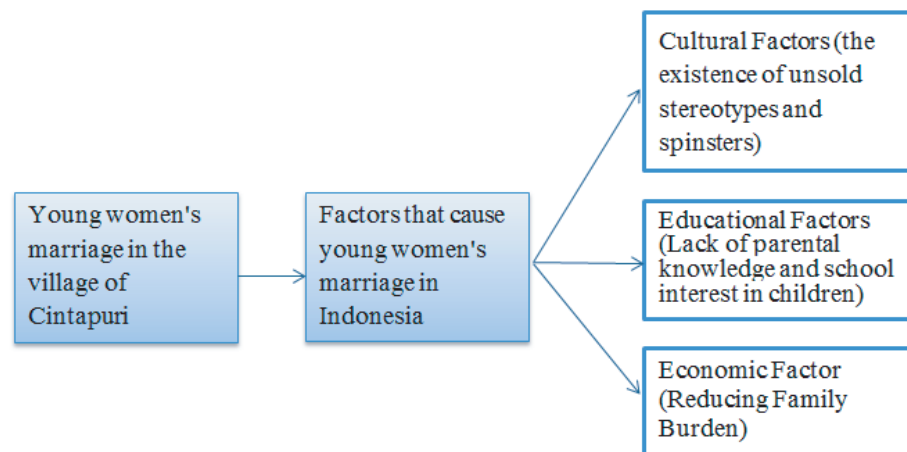 Young women's
marriage in the
village of
Cintapuri
Factors that cause
young women's
marriage in
Indonesia
Cultural Factors (the
existence of unsold
stereotypes and
spinsters)
Educational Factors
(Lack of parental
knowledge and school
interest in children)
Economic Factor
(Reducing Family
Burden)